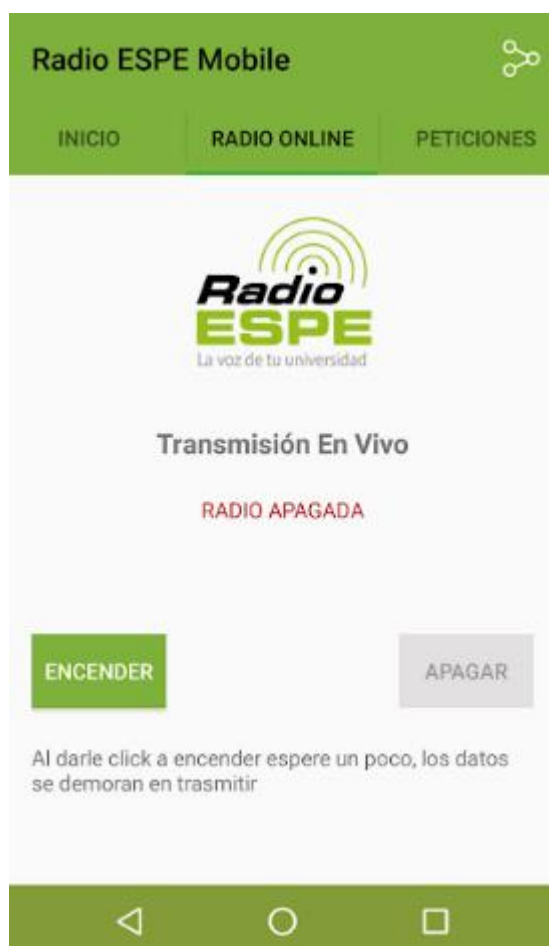 Radio ESPE Mobile
INICIO
RADIO ONLINE
PETICIONES
Radio
ESPE
La voz de tu universidad
Transmisión En Vivo
RADIO APAGADA
ENCENDER
APAGAR
Al darle click a encender espere un poco, los datos
se demoran en trasmitir